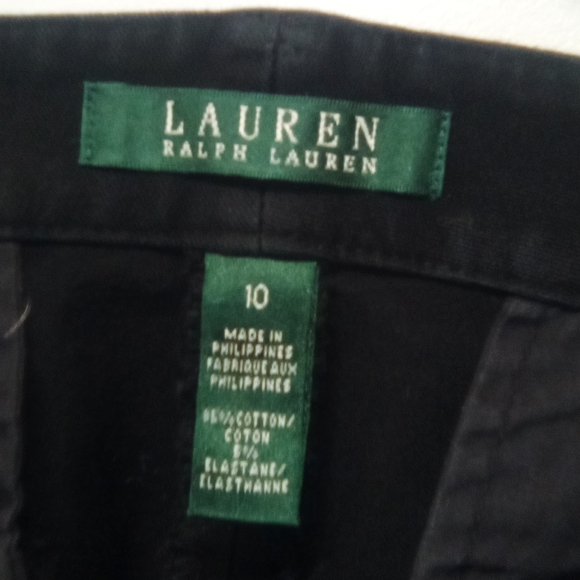 LAUREN
RALPH LAUREN
10
MADE IN
PHILIPPINES
FABRIQUE AUX
PHILIPPINES
95% COTTON/
COTON
5%
ELASTANE/
ELASTHANNE